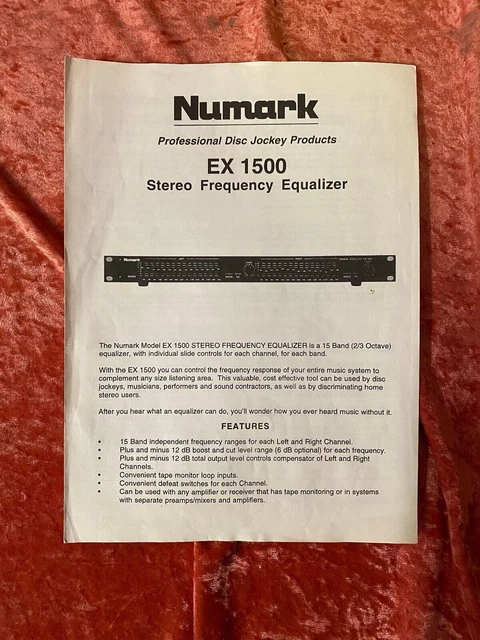 Numark
Professional Disc Jockey Products
EX 1500
Stereo Frequency Equalizer
Numark
The Numark Model EX 1500 STEREO FREQUENCY EQUALIZER is a 15 Band (2/3 Octave)
equalizer, with individual slide controls for each channel, for each band.
With the EX 1500 you can control the frequency response of your entire music system to
complement any size listening area. This valuable, cost effective tool can be used by disc
jockeys, musicians, performers and sound contractors, as well as by discriminating home
stereo users.
After you hear what an equalizer can do, you'll wonder how you ever heard music without it.
FEATURES
• 15 Band independent frequency ranges for each Left and Right Channel.
• Plus and minus 12 dB boost and cut level range (6 dB optional) for each frequency.
• Plus and minus 12 dB total output level controls compensator of Left and Right
Channels.
• Convenient tape monitor loop inputs.
• Convenient defeat switches for each Channel.
• Can be used with any amplifier or receiver that has tape monitoring or in systems
with separate preamps/mixers and amplifiers.